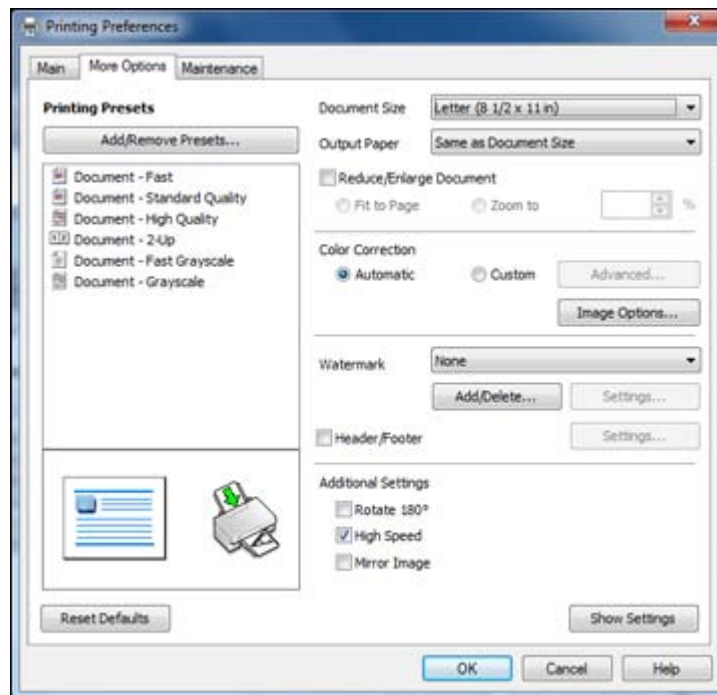 Printing Preferences
Main More Options Maintenance
Printing Presets
Add/Remove Presets...
Document - Fast
Document - Standard Quality
Document - High Quality
Document - 2-Up
Document - Fast Grayscale
Document - Grayscale
Reset Defaults
Document Size Letter (8 1/2 x 11 in)
Output Paper Same as Document Size
Reduce/Enlarge Document
Fit to Page Zoom to %
Color Correction
Automatic Custom Advanced...
Image Options...
Watermark None
Add/Delete... Settings...
Header/Footer Settings...
Additional Settings
Rotate 180°
High Speed
Mirror Image
Show Settings
OK Cancel Help